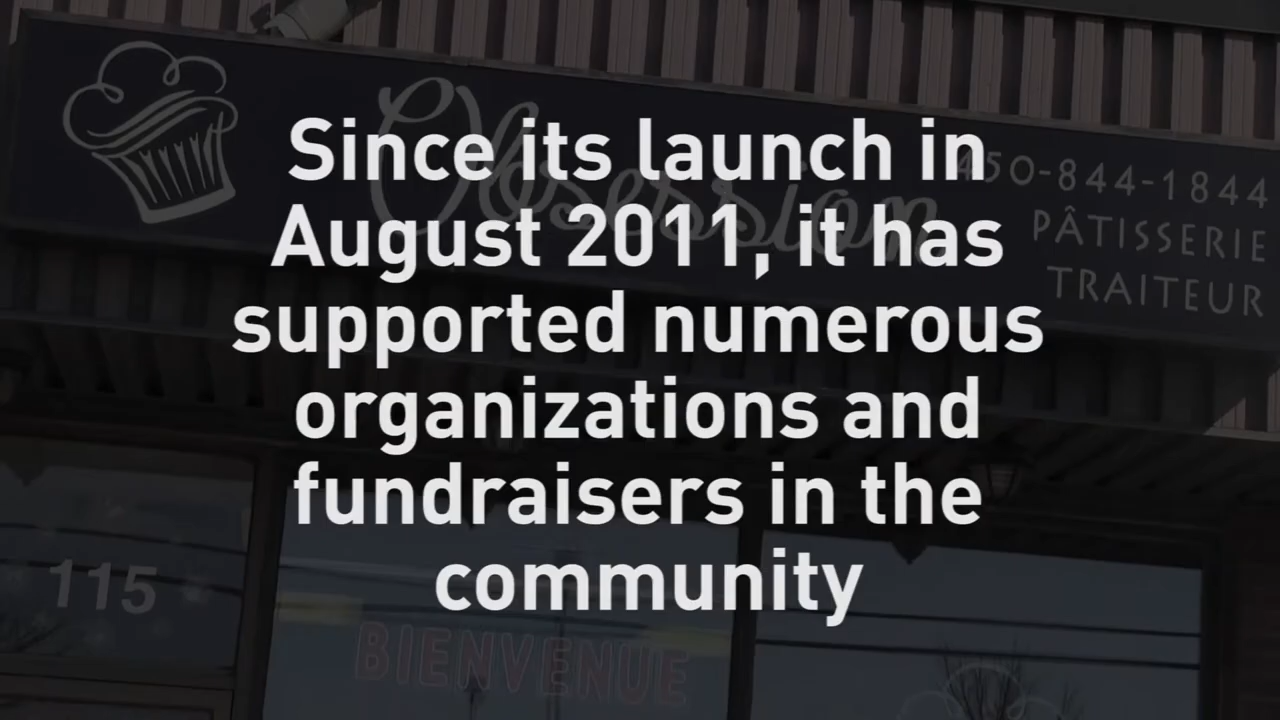 Since its launch in
August 2011, it has
supported numerous
organizations and
fundraisers in the
community
Obsession
450-844-1844
PÂTISSERIE
TRAITEUR
115
BIENVENUE